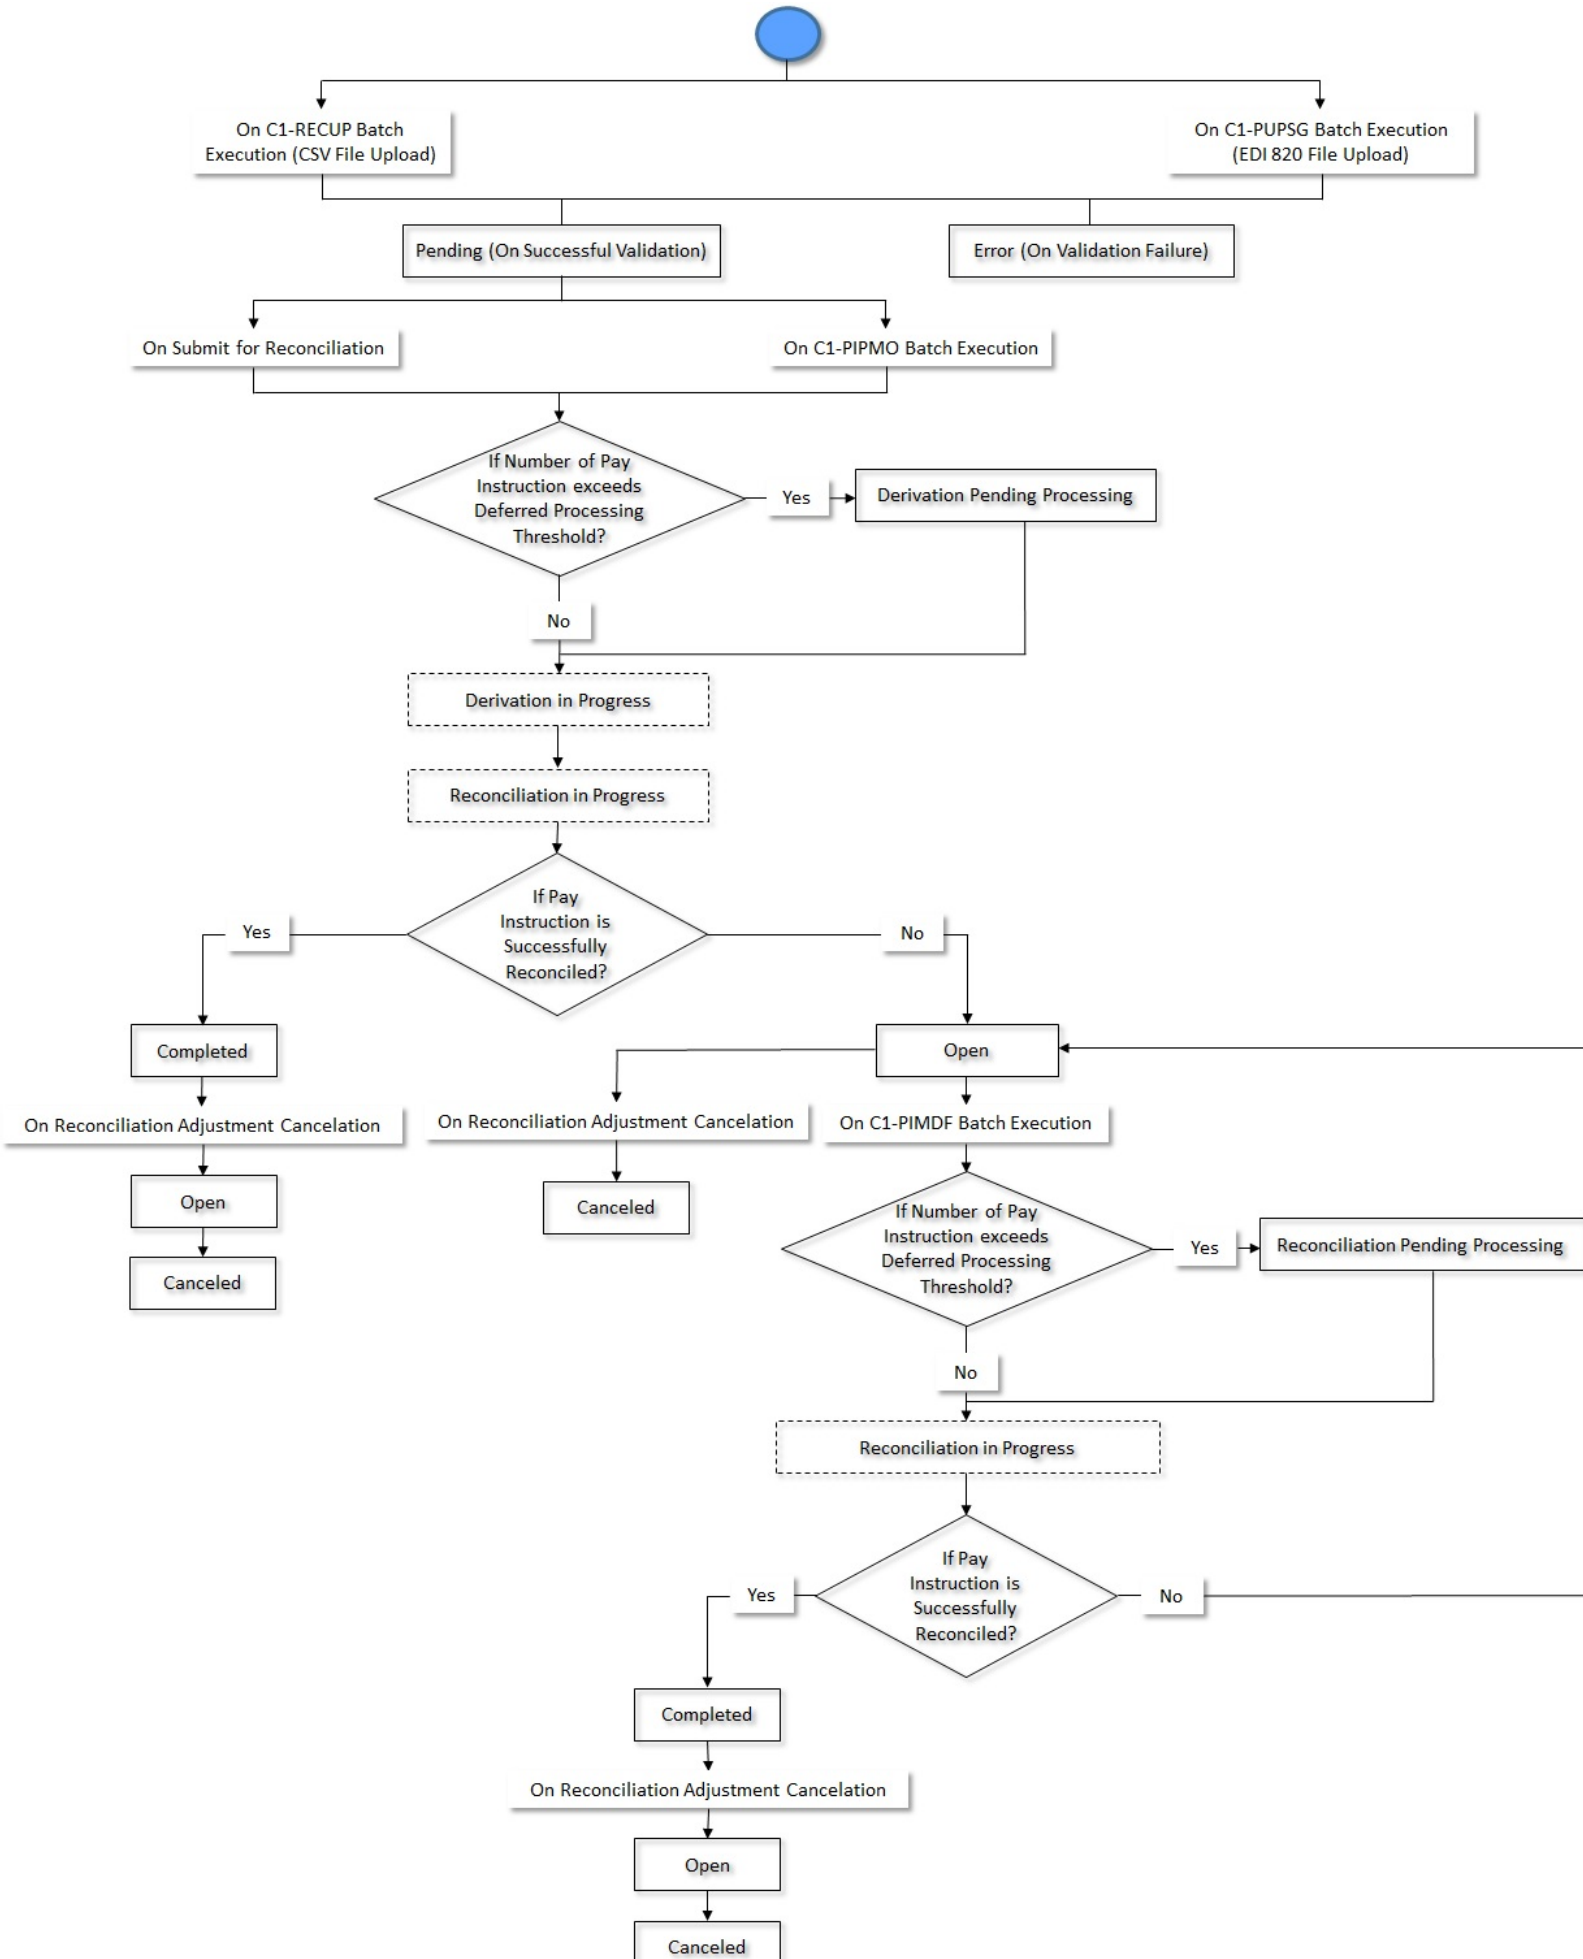 On C1-RECUP Batch
Execution (CSV File Upload)
On C1-PUPSG Batch Execution
(EDI 820 File Upload)
Pending (On Successful Validation)
Error (On Validation Failure)
On Submit for Reconciliation
On C1-PIPMO Batch Execution
If Number of Pay
Instruction exceeds
Deferred Processing
Threshold?
Yes
Derivation Pending Processing
No
Derivation in Progress
Reconciliation in Progress
If Pay
Instruction is
Successfully
Reconciled?
Yes
No
Completed
Open
On Reconciliation Adjustment Cancelation
On Reconciliation Adjustment Cancelation
On C1-PIMDF Batch Execution
Open
Canceled
Canceled
If Number of Pay
Instruction exceeds
Deferred Processing
Threshold?
Yes
Reconciliation Pending Processing
No
Reconciliation in Progress
If Pay
Instruction is
Successfully
Reconciled?
Yes
No
Completed
On Reconciliation Adjustment Cancelation
Open
Canceled